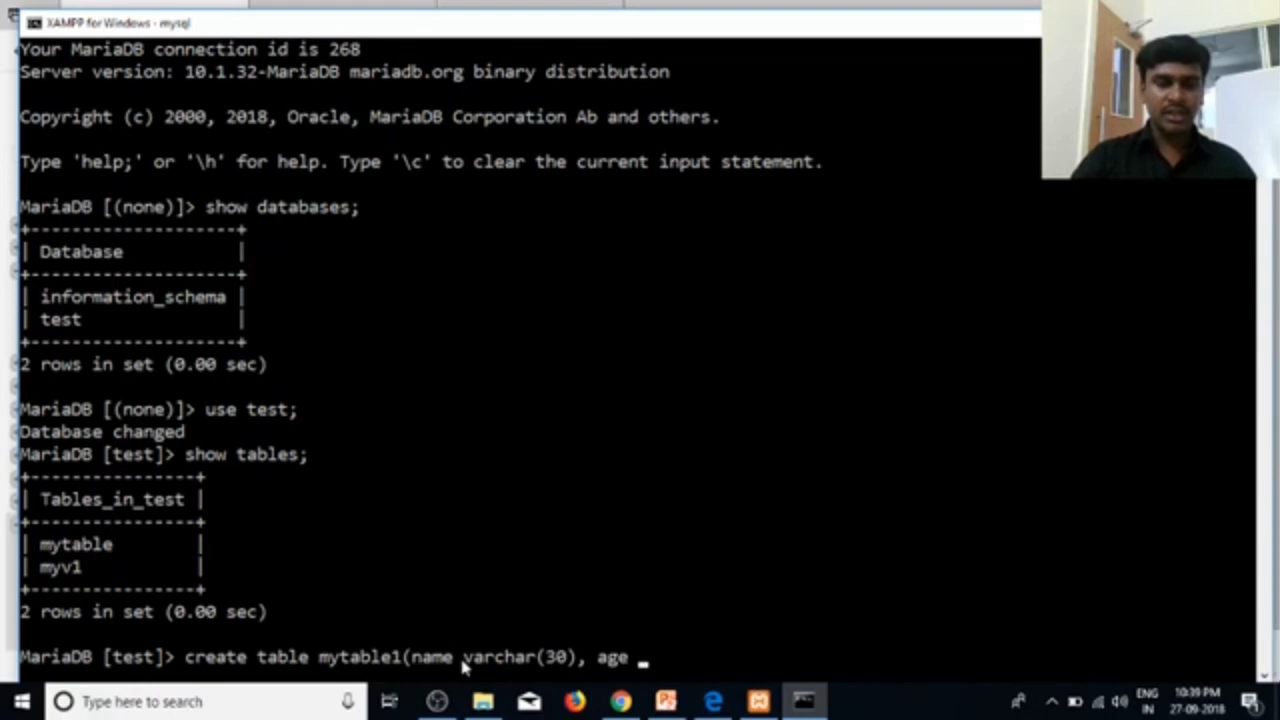 XAMPP for Windows - mysql
Your MariaDB connection id is 268
Server version: 10.1.32-MariaDB mariadb.org binary distribution
Copyright (c) 2000, 2018, Oracle, MariaDB Corporation Ab and others.
Type 'help;' or '\h' for help. Type '\c' to clear the current input statement.
MariaDB [(none)]> show databases;
+--------------------+
| Database           |
+--------------------+
| information_schema |
| test               |
+--------------------+
2 rows in set (0.00 sec)
MariaDB [(none)]> use test;
Database changed
MariaDB [test]> show tables;
+----------------+
| Tables_in_test |
+----------------+
| mytable        |
| myv1           |
+----------------+
2 rows in set (0.00 sec)
MariaDB [test]> create table mytable1(name varchar(30), age _
Type here to search
ENG 10:39 PM
IN 27-09-2018